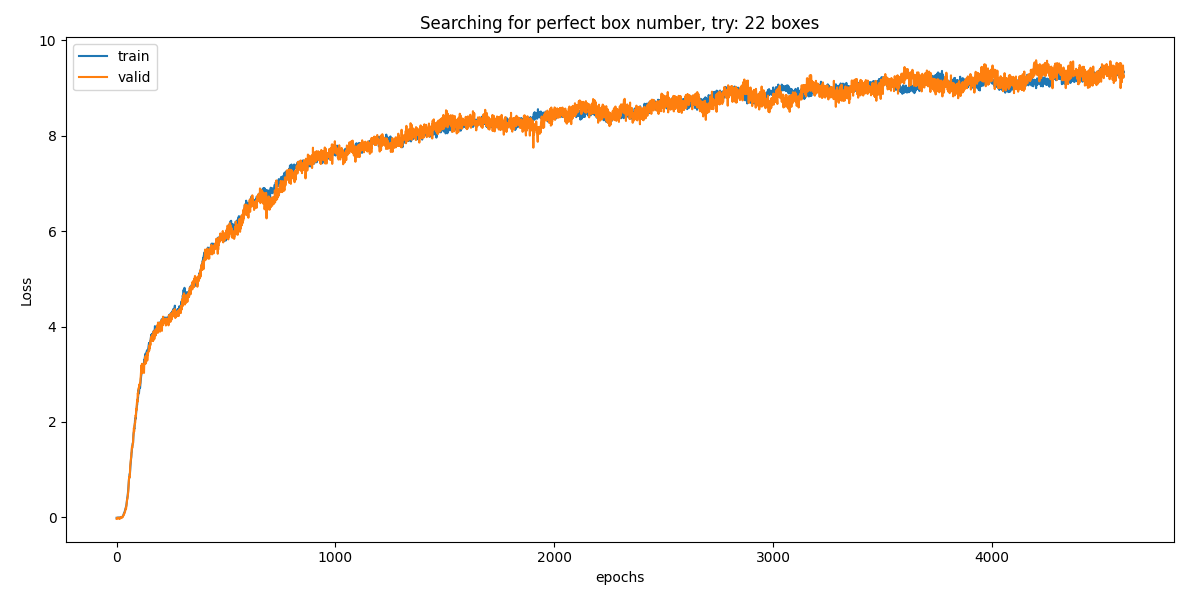 Searching for perfect box number, try: 22 boxes
train
valid
10
8
6
4
2
0
Loss
0 1000 2000 3000 4000
epochs